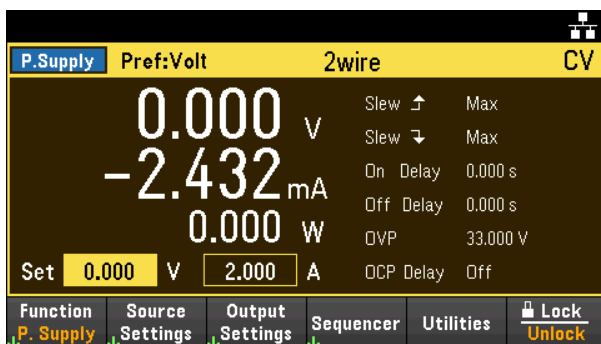 P.Supply Pref:Volt 2wire CV
0.000 V
-2.432 mA
0.000 W
Set 0.000 V 2.000 A
Slew Max
Slew Max
On Delay 0.000 s
Off Delay 0.000 s
OVP 33.000 V
OCP Delay Off
Function P. Supply
Source Settings
Output Settings
Sequencer
Utilities
Lock Unlock